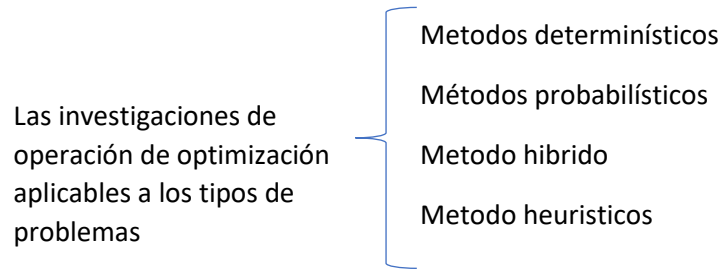 Las investigaciones de
operación de optimización
aplicables a los tipos de
problemas
Metodos determinísticos
Métodos probabilísticos
Metodo hibrido
Metodo heuristicos